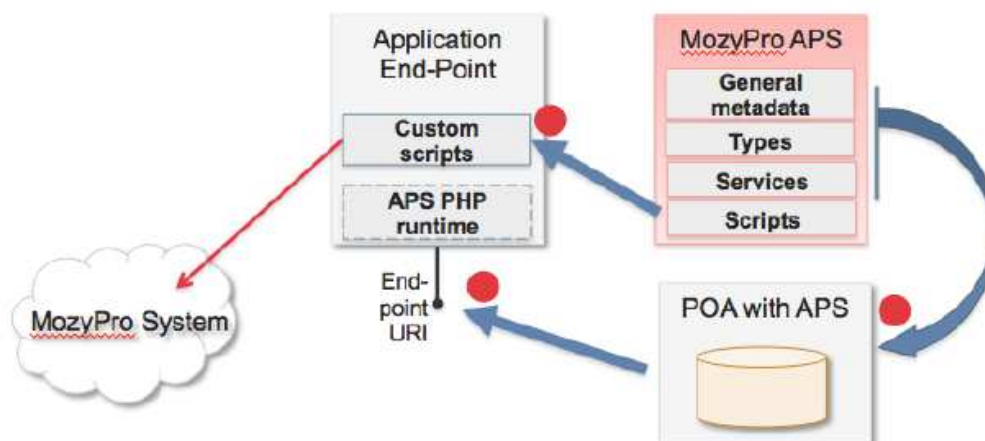 Application
End-Point
Custom
scripts
APS PHP
runtime
End-
point
URI
MozyPro APS
General
metadata
Types
Services
Scripts
MozyPro System
POA with APS